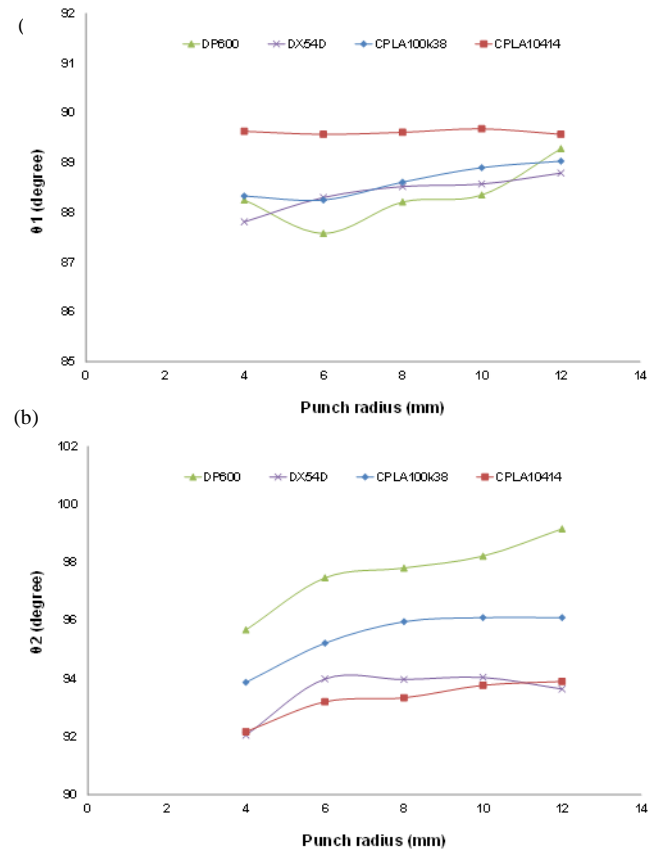 (
92
DP600 DX54D CPLA100k38 CPLA10414
91
90
89
88
87
86
85
θ1 (degree)
0 2 4 6 8 10 12 14
Punch radius (mm)
(b)
102
DP600 DX54D CPLA100k38 CPLA10414
100
98
96
94
92
90
θ2 (degree)
0 2 4 6 8 10 12 14
Punch radius (mm)